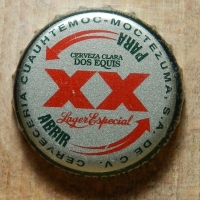 CERVECERIA CUAUHTEMOC-MOCTEZUMA, S.A. DE C.V.
PARA
CERVEZA CLARA
DOS EQUIS
XX
Lager Especial
ABRIR